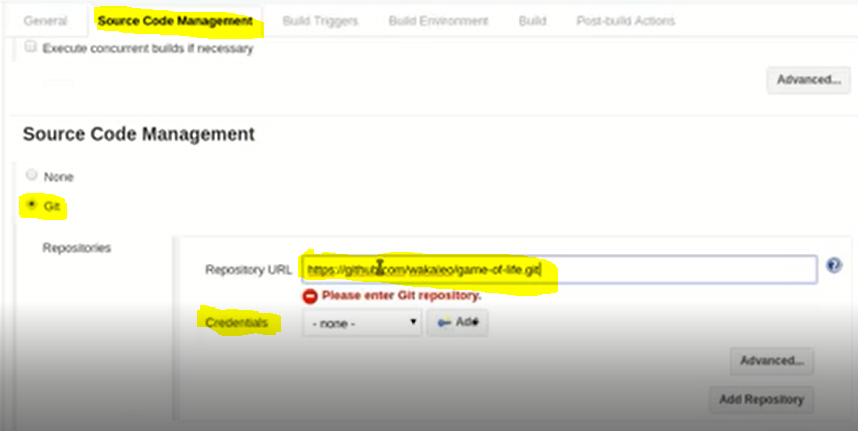 General Source Code Management Build Triggers Build Environment Build Post-build Actions
Execute concurrent builds if necessary
Advanced...
Source Code Management
None
Git
Repositories
Repository URL https://github.com/wakaleo/game-of-life.git
Please enter Git repository.
Credentials - none - Add
Advanced...
Add Repository